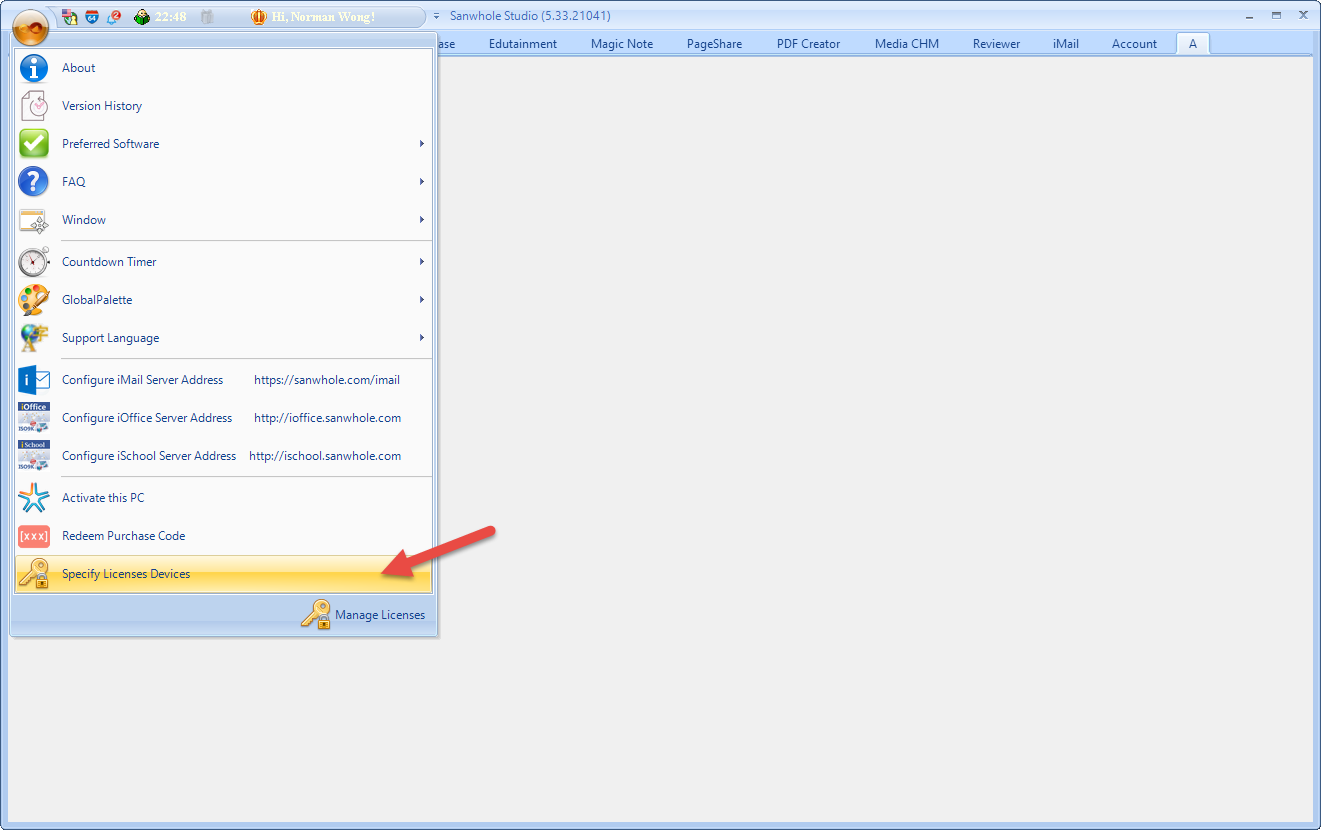 22:48 Hi, Norman Wong! Sanwhole Studio (5.33.21041)
ase Edutainment Magic Note PageShare PDF Creator Media CHM Reviewer iMail Account A
About
Version History
Preferred Software
FAQ
Window
Countdown Timer
GlobalPalette
Support Language
Configure iMail Server Address https://sanwhole.com/imail
iOffice
Configure iOffice Server Address http://ioffice.sanwhole.com
ISO9K
iSchool
Configure iSchool Server Address http://ischool.sanwhole.com
ISO9K
Activate this PC
[xxx] Redeem Purchase Code
Specify Licenses Devices
Manage Licenses